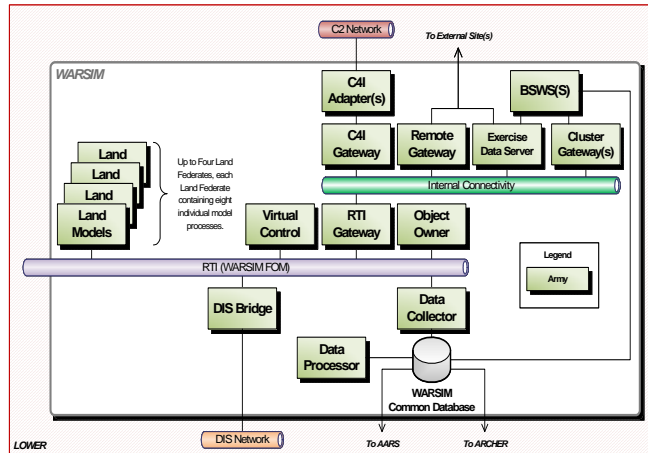 C2 Network
To External Site(s)
WARSIM
C4I
Adapter(s)
BSWS(S)
C4I
Gateway
Remote
Gateway
Exercise
Data Server
Cluster
Gateway(s)
Internal Connectivity
Land
Land
Land
Land
Models
Up to Four Land
Federates, each
Land Federate
containing eight
individual model
processes.
Virtual
Control
RTI
Gateway
Object
Owner
RTI (WARSIM FOM)
Legend
Army
DIS Bridge
Data
Collector
Data
Processor
WARSIM
Common Database
LOWER
DIS Network
To AARS
To ARCHER